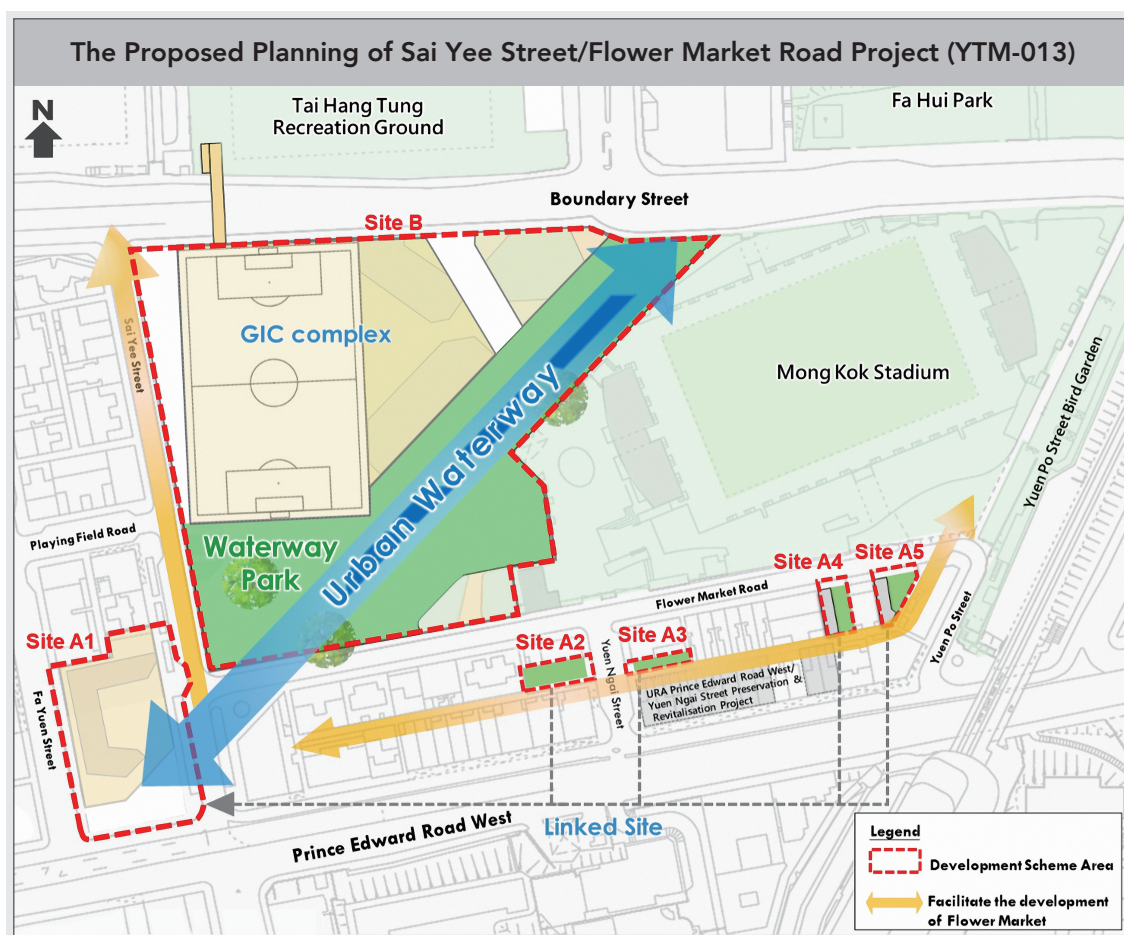 The Proposed Planning of Sai Yee Street/Flower Market Road Project (YTM-013)
N
Tai Hang Tung
Recreation Ground
Fa Hui Park
Boundary Street
Site B
Sai Yee Street
GIC complex
Mong Kok Stadium
Yuen Po Street Bird Garden
Urban Waterway
Playing Field Road
Waterway
Park
Site A4
Site A5
Flower Market Road
Site A1
Site A2
Site A3
Yuen Ngai Street
Yuen Po Street
Fa Yuen Street
URA Prince Edward Road West/
Yuen Ngai Street Preservation &
Revitalisation Project
Linked Site
Prince Edward Road West
Legend
Development Scheme Area
Facilitate the development
of Flower Market